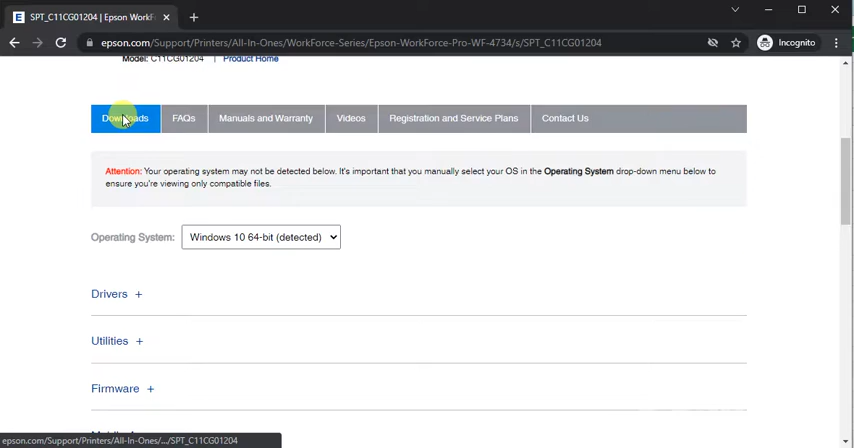 SPT_C11CG01204 | Epson WorkF
epson.com/Support/Printers/All-In-Ones/WorkForce-Series/Epson-WorkForce-Pro-WF-4734/s/SPT_C11CG01204
Incognito
Model: C11CG01204 | Product Home
Downloads FAQs Manuals and Warranty Videos Registration and Service Plans Contact Us
Attention: Your operating system may not be detected below. It's important that you manually select your OS in the Operating System drop-down menu below to
ensure you're viewing only compatible files.
Operating System: Windows 10 64-bit (detected)
Drivers +
Utilities +
Firmware +
epson.com/Support/Printers/All-In-Ones/.../SPT_C11CG01204